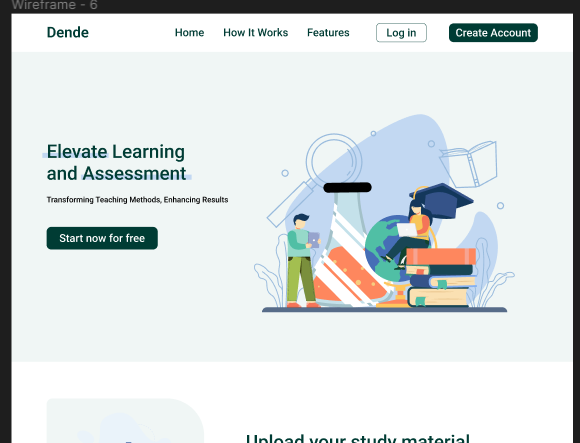 Wireframe - 6
Dende
Home
How It Works
Features
Log in
Create Account
Elevate Learning
and Assessment
Transforming Teaching Methods, Enhancing Results
Start now for free
Upload your study material